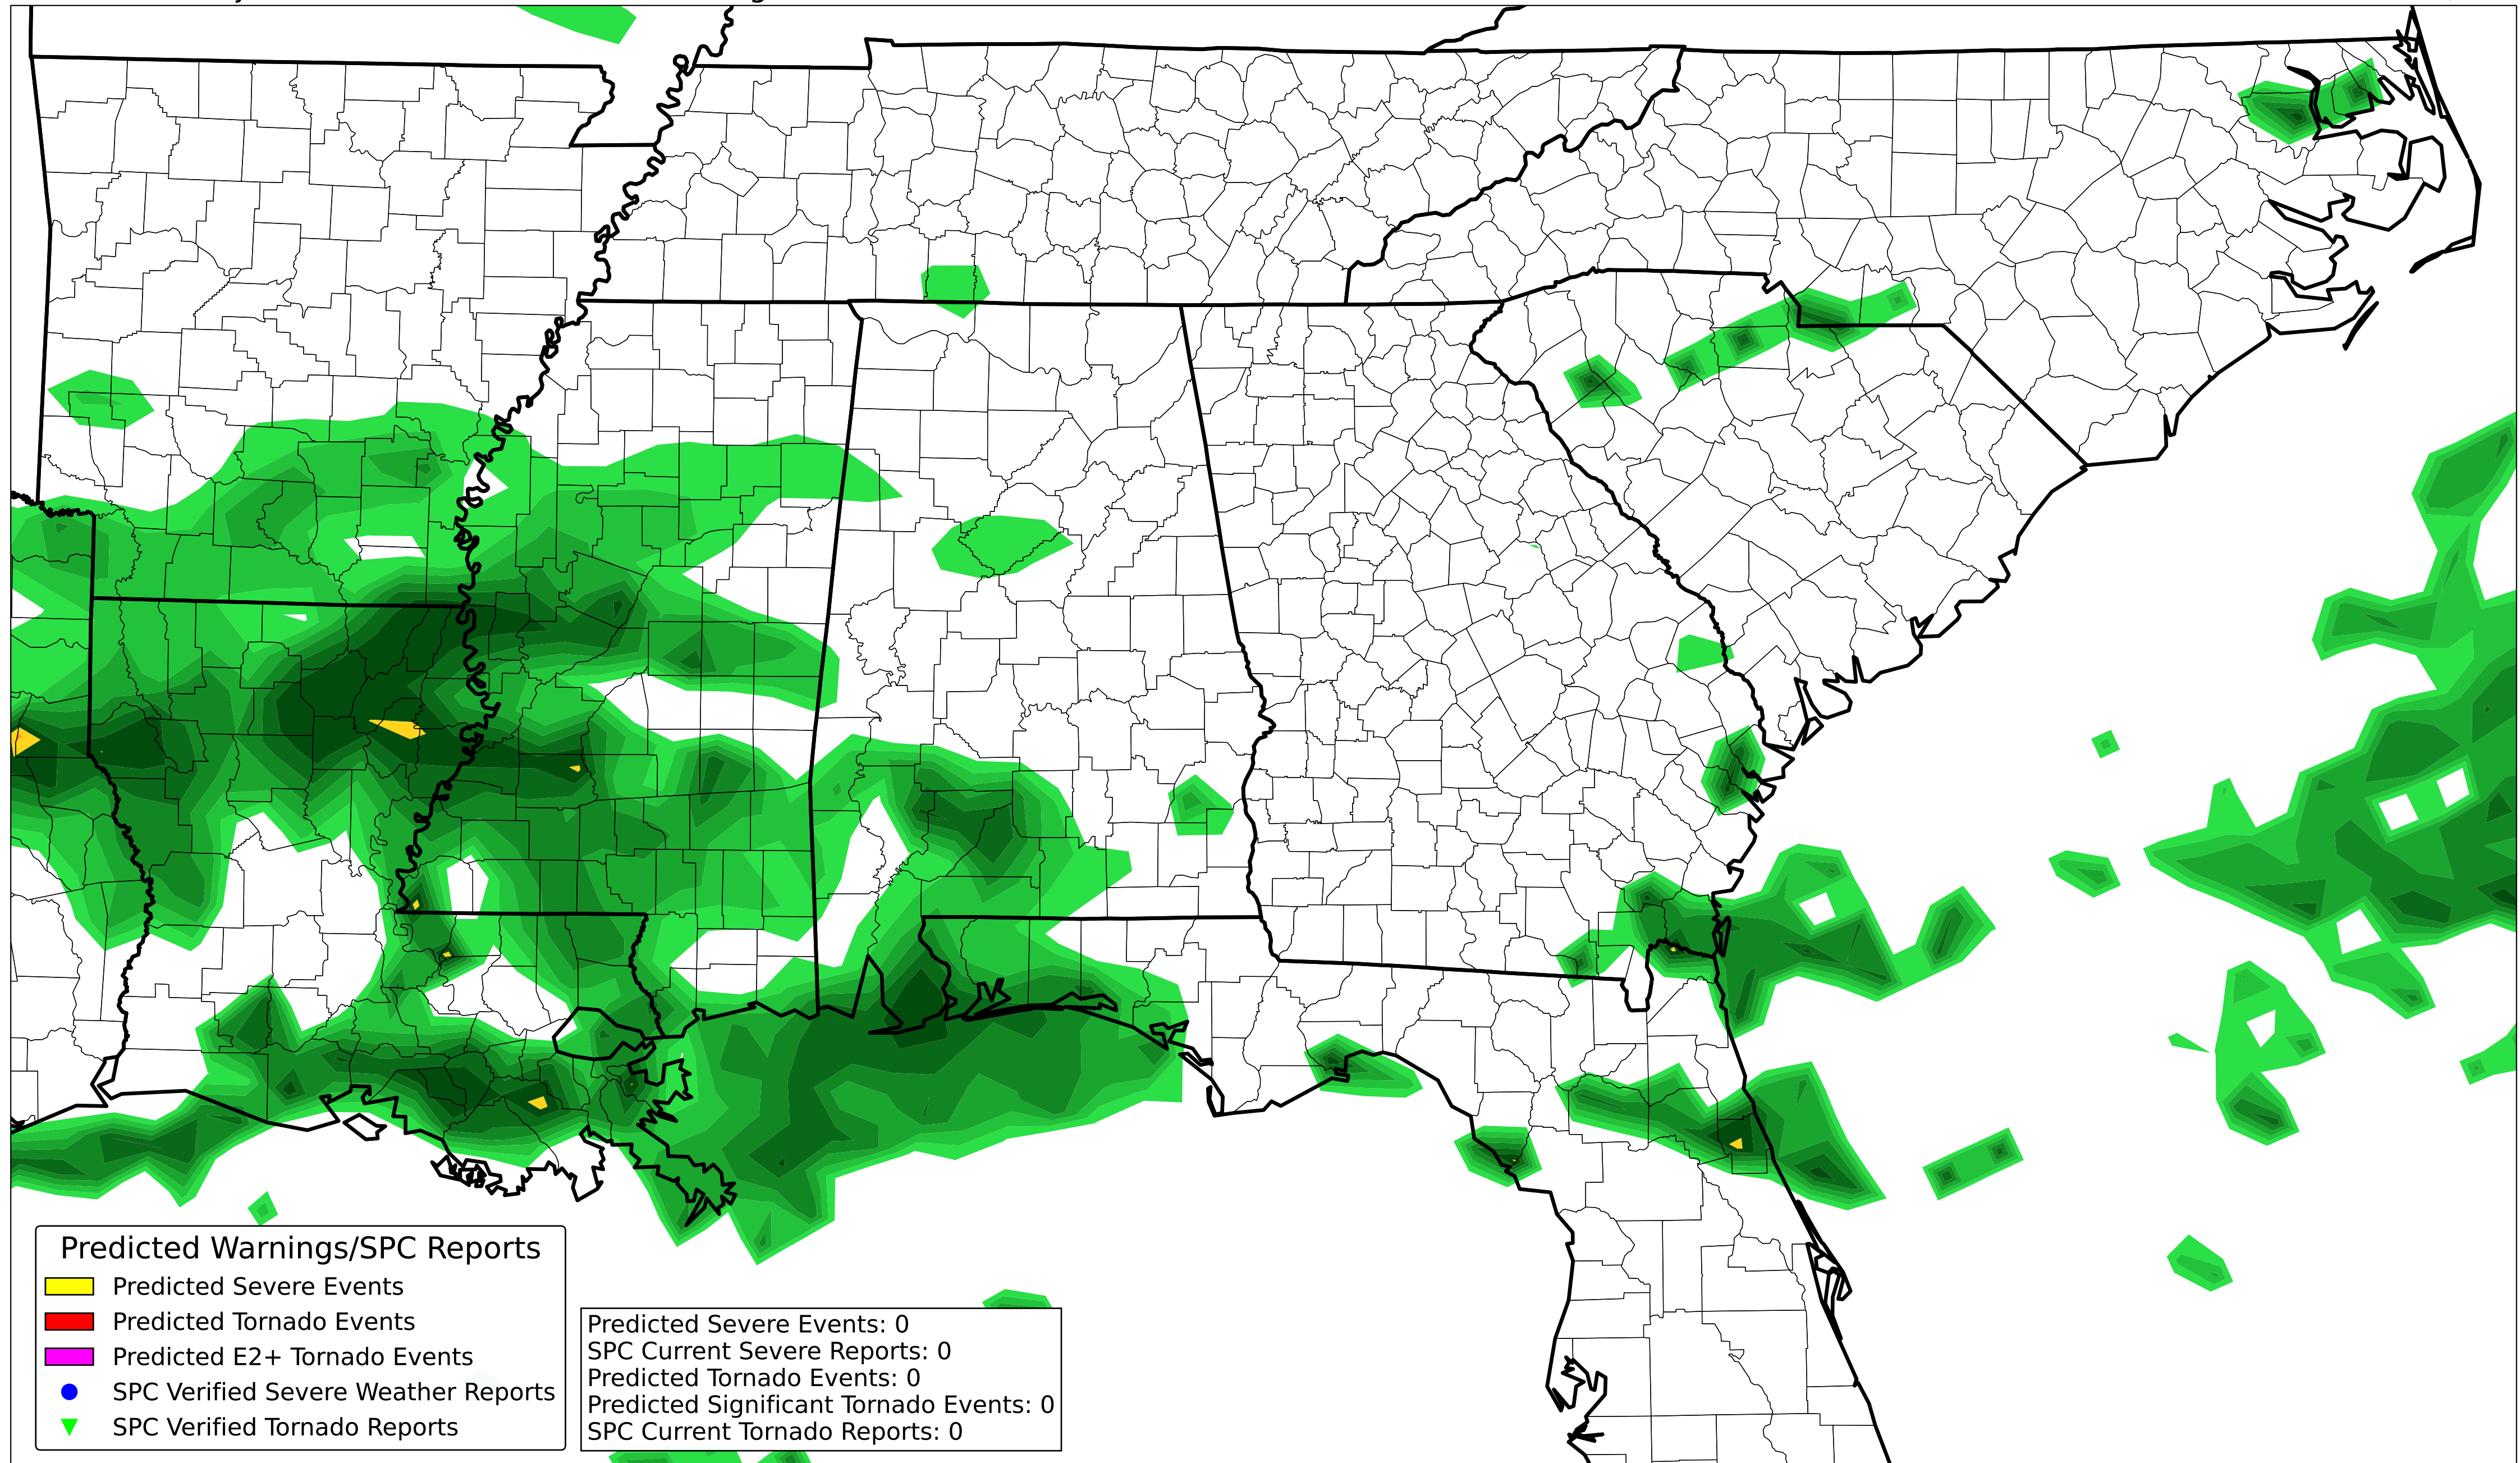 Predicted Warnings/SPC Reports
Predicted Severe Events
Predicted Tornado Events
Predicted E2+ Tornado Events
SPC Verified Severe Weather Reports
SPC Verified Tornado Reports
Predicted Severe Events: 0
SPC Current Severe Reports: 0
Predicted Tornado Events: 0
Predicted Significant Tornado Events: 0
SPC Current Tornado Reports: 0